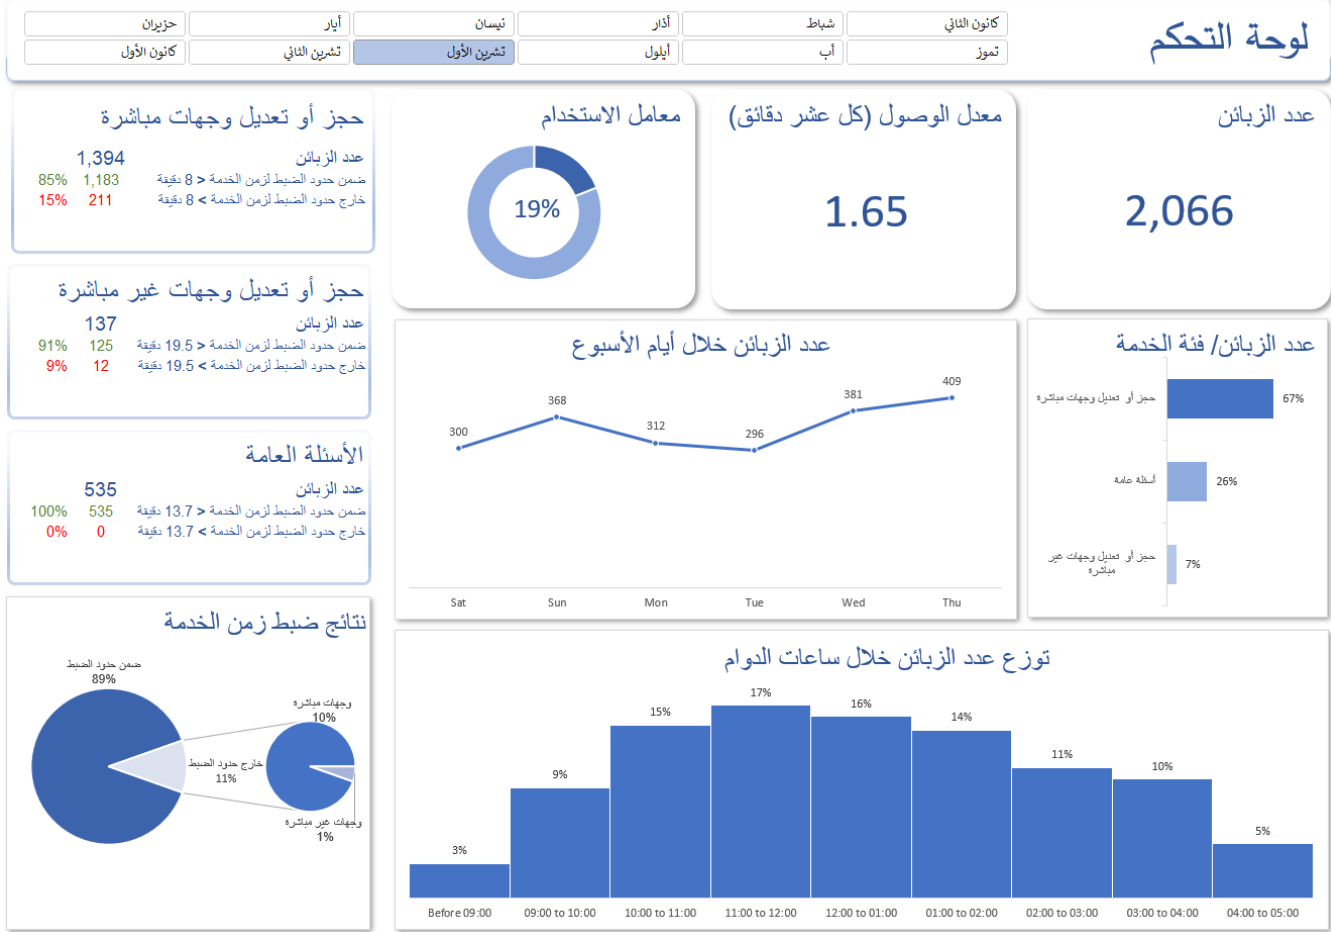 لوحة التحكم
كانون الثاني
شباط
أذار
نيسان
أيار
حزيران
تموز
أب
أيلول
تشرين الأول
تشرين الثاني
كانون الأول
عدد الزبائن
2,066
معدل الوصول (كل عشر دقائق)
1.65
معامل الاستخدام
19%
حجز أو تعديل وجهات مباشرة
عدد الزبائن 1,394
ضمن حدود الضبط لزمن الخدمة < 8 دقيقة 1,183 85%
خارج حدود الضبط لزمن الخدمة > 8 دقيقة 211 15%
حجز أو تعديل وجهات غير مباشرة
عدد الزبائن 137
ضمن حدود الضبط لزمن الخدمة < 19.5 دقيقة 125 91%
خارج حدود الضبط لزمن الخدمة > 19.5 دقيقة 12 9%
الأسئلة العامة
عدد الزبائن 535
ضمن حدود الضبط لزمن الخدمة < 13.7 دقيقة 535 100%
خارج حدود الضبط لزمن الخدمة > 13.7 دقيقة 0 0%
عدد الزبائن/ فئة الخدمة
حجز أو تعديل وجهات مباشرة
67%
أسئلة عامة
26%
حجز أو تعديل وجهات غير
مباشرة
7%
عدد الزبائن خلال أيام الأسبوع
300
368
312
296
381
409
Sat
Sun
Mon
Tue
Wed
Thu
نتائج ضبط زمن الخدمة
ضمن حدود الضبط
89%
خارج حدود الضبط
11%
وجهات مباشرة
10%
وجهات غير مباشرة
1%
توزع عدد الزبائن خلال ساعات الدوام
3%
9%
15%
17%
16%
14%
11%
10%
5%
Before 09:00
09:00 to 10:00
10:00 to 11:00
11:00 to 12:00
12:00 to 01:00
01:00 to 02:00
02:00 to 03:00
03:00 to 04:00
04:00 to 05:00